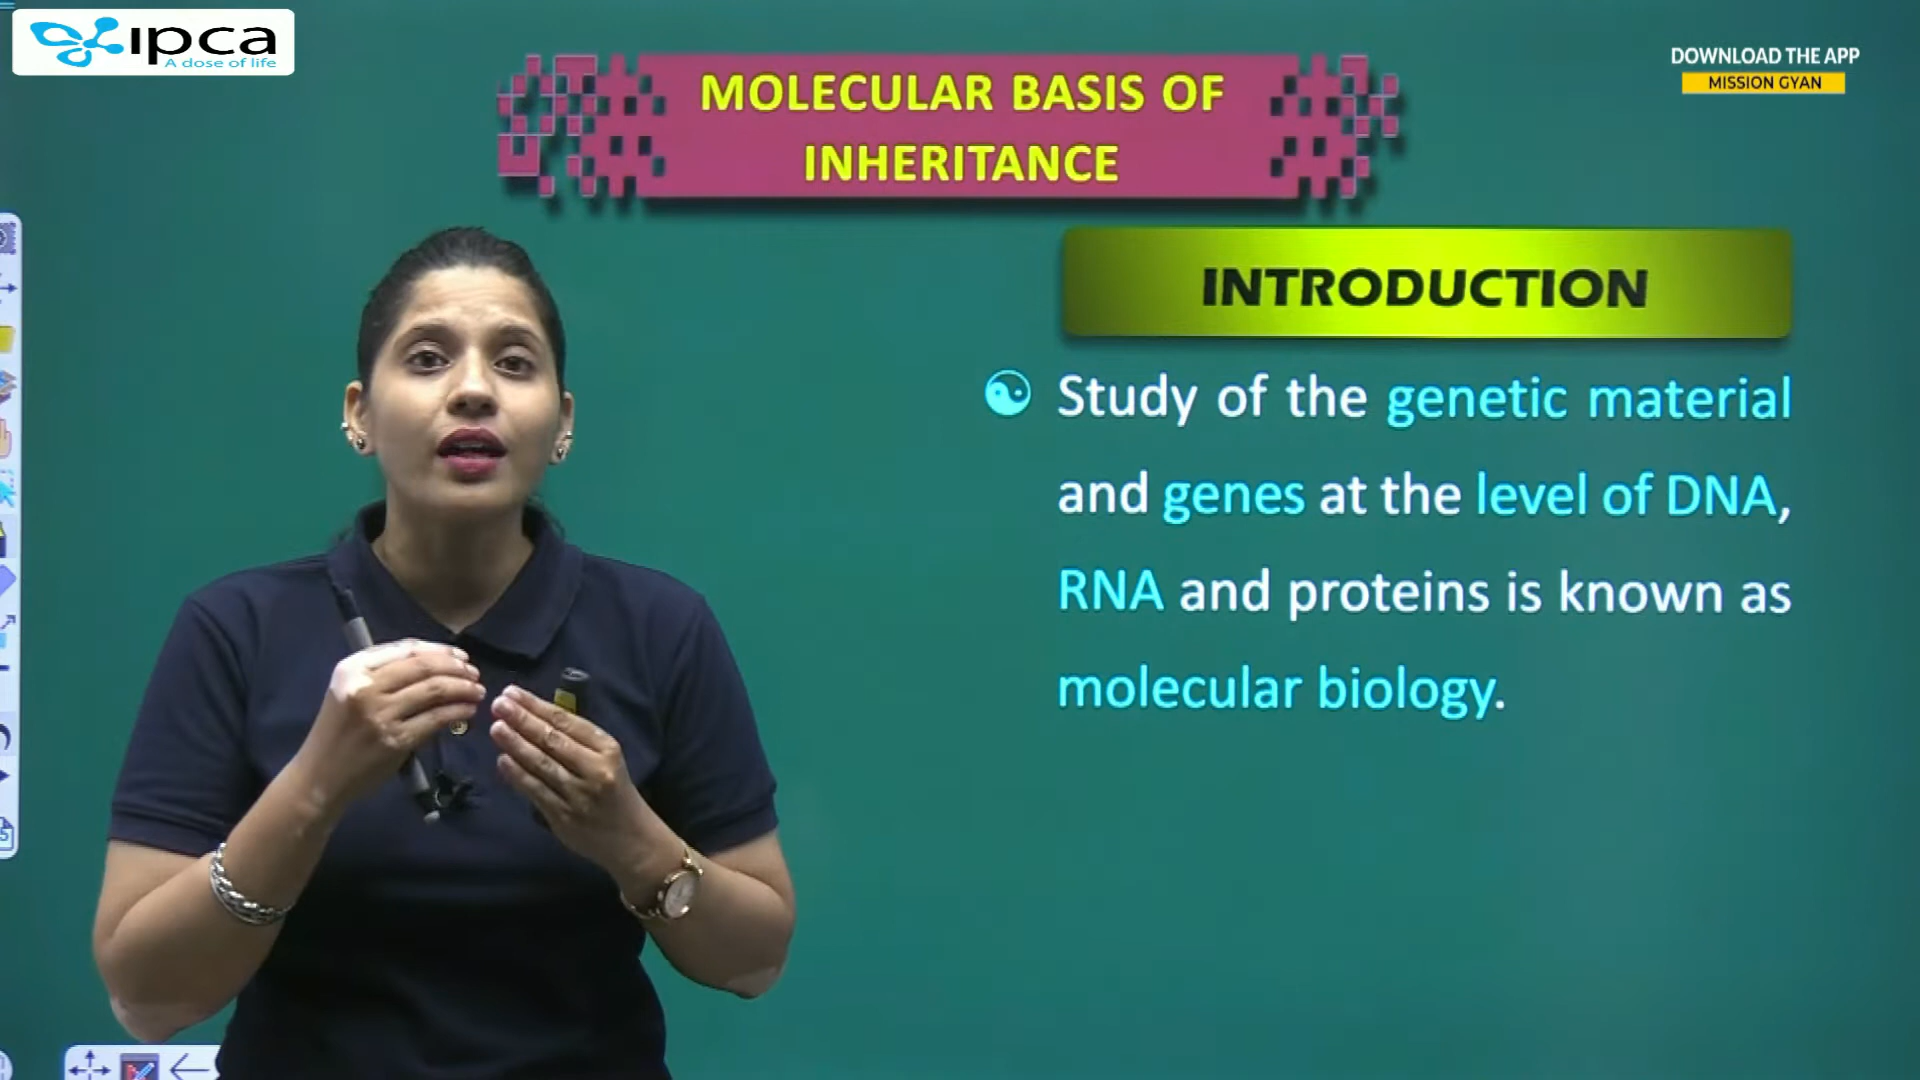 ipca
A dose of life
DOWNLOAD THE APP
MISSION GYAN
MOLECULAR BASIS OF
INHERITANCE
INTRODUCTION
Study of the genetic material
and genes at the level of DNA,
RNA and proteins is known as
molecular biology.